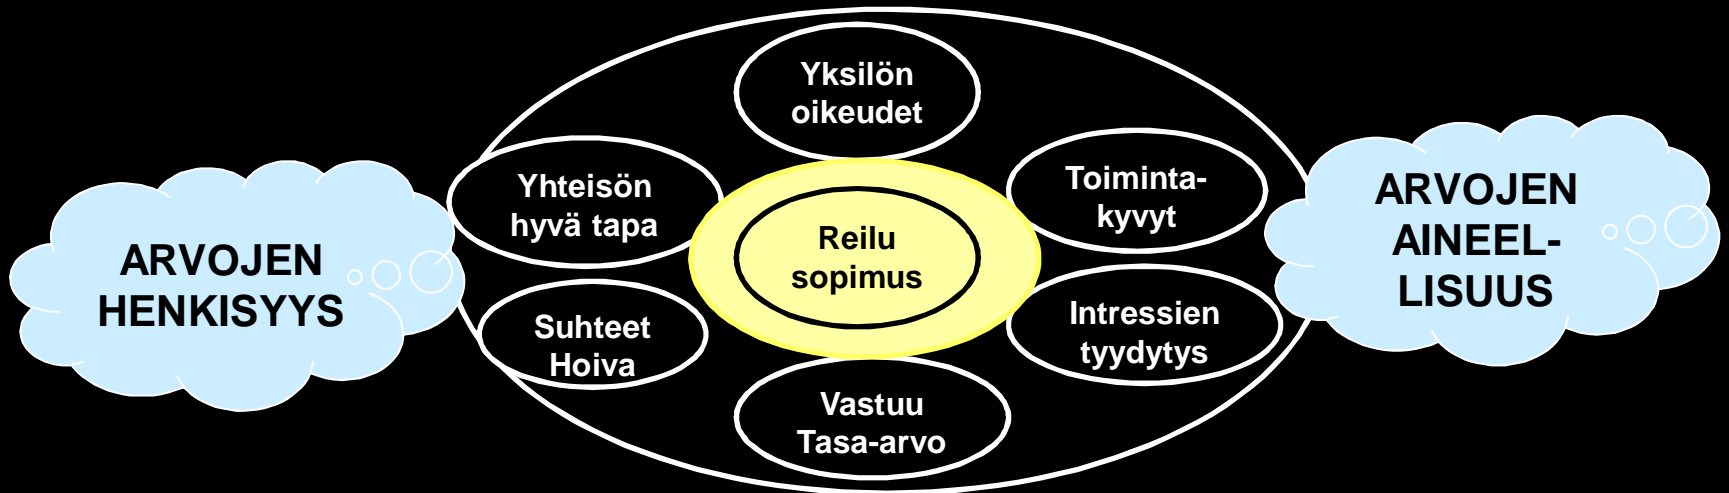 Yksilön
oikeudet
Yhteisön
hyvä tapa
Toiminta-
kyvyt
ARVOJEN
HENKISYYS
Reilu
sopimus
ARVOJEN
AINEEL-
LISUUS
Suhteet
Hoiva
Intressien
tyydytys
Vastuu
Tasa-arvo